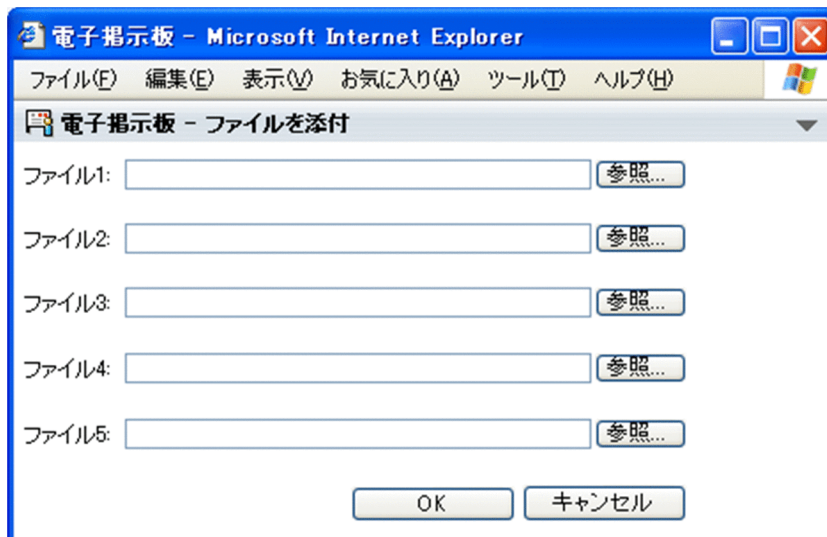 電子掲示板 - Microsoft Internet Explorer
ファイル(F) 編集(E) 表示(V) お気に入り(A) ツール(T) ヘルプ(H)
電子掲示板 - ファイルを添付
ファイル1: 参照...
ファイル2: 参照...
ファイル3: 参照...
ファイル4: 参照...
ファイル5: 参照...
OK キャンセル